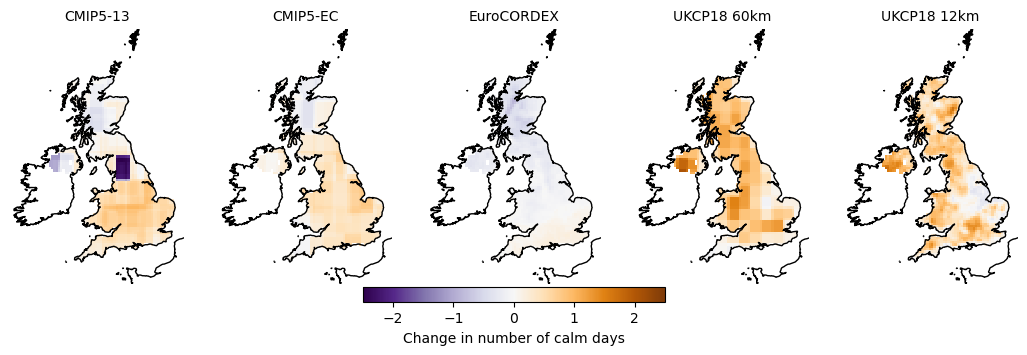 CMIP5-13 CMIP5-EC EuroCORDEX UKCP18 60km UKCP18 12km
−2 −1 0 1 2
Change in number of calm days